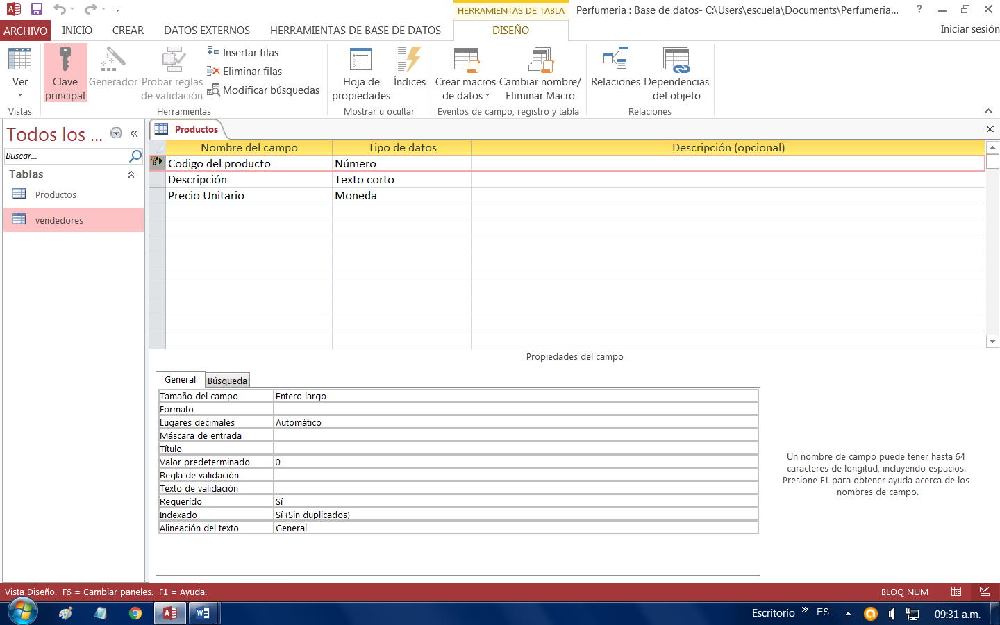 HERRAMIENTAS DE TABLA
Perfumeria : Base de datos- C:\Users\escuela\Documents\Perfumeria...
?
ARCHIVO
INICIO
CREAR
DATOS EXTERNOS
HERRAMIENTAS DE BASE DE DATOS
DISEÑO
Iniciar sesión
Ver
Clave
principal
Generador
Probar reglas
de validación
Insertar filas
Eliminar filas
Modificar búsquedas
Hoja de
propiedades
Índices
Crear macros
de datos
Cambiar nombre/
Eliminar Macro
Relaciones
Dependencias
del objeto
Vistas
Herramientas
Mostrar u ocultar
Eventos de campo, registro y tabla
Relaciones
Todos los ...
Buscar...
Tablas
Productos
vendedores
Productos
Nombre del campo
Tipo de datos
Descripción (opcional)
Codigo del producto
Número
Descripción
Texto corto
Precio Unitario
Moneda
Propiedades del campo
General
Búsqueda
Tamaño del campo
Entero largo
Formato
Lugares decimales
Automático
Máscara de entrada
Título
Valor predeterminado
0
Regla de validación
Texto de validación
Requerido
Sí
Indexado
Sí (Sin duplicados)
Alineación del texto
General
Un nombre de campo puede tener hasta 64
caracteres de longitud, incluyendo espacios.
Presione F1 para obtener ayuda acerca de los
nombres de campo.
Vista Diseño. F6 = Cambiar paneles. F1 = Ayuda.
BLOQ NUM
Escritorio
ES
09:31 a.m.